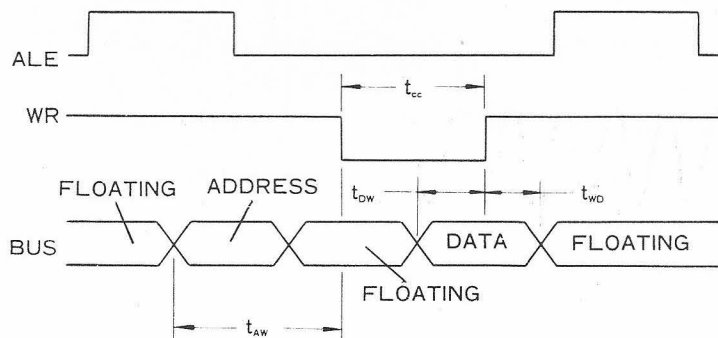 ALE
t_cc
WR
FLOATING
ADDRESS
t_DW
t_WD
BUS
DATA
FLOATING
FLOATING
t_AW